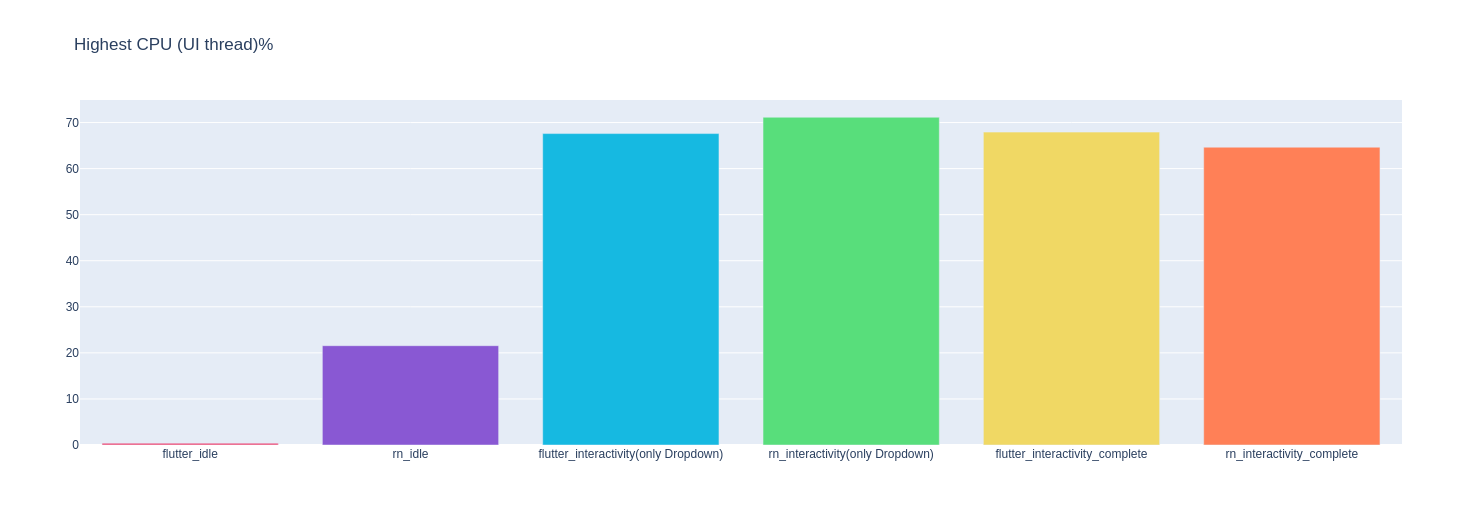 Highest CPU (UI thread)%
70
60
50
40
30
20
10
0
flutter_idle
rn_idle
flutter_interactivity(only Dropdown)
rn_interactivity(only Dropdown)
flutter_interactivity_complete
rn_interactivity_complete